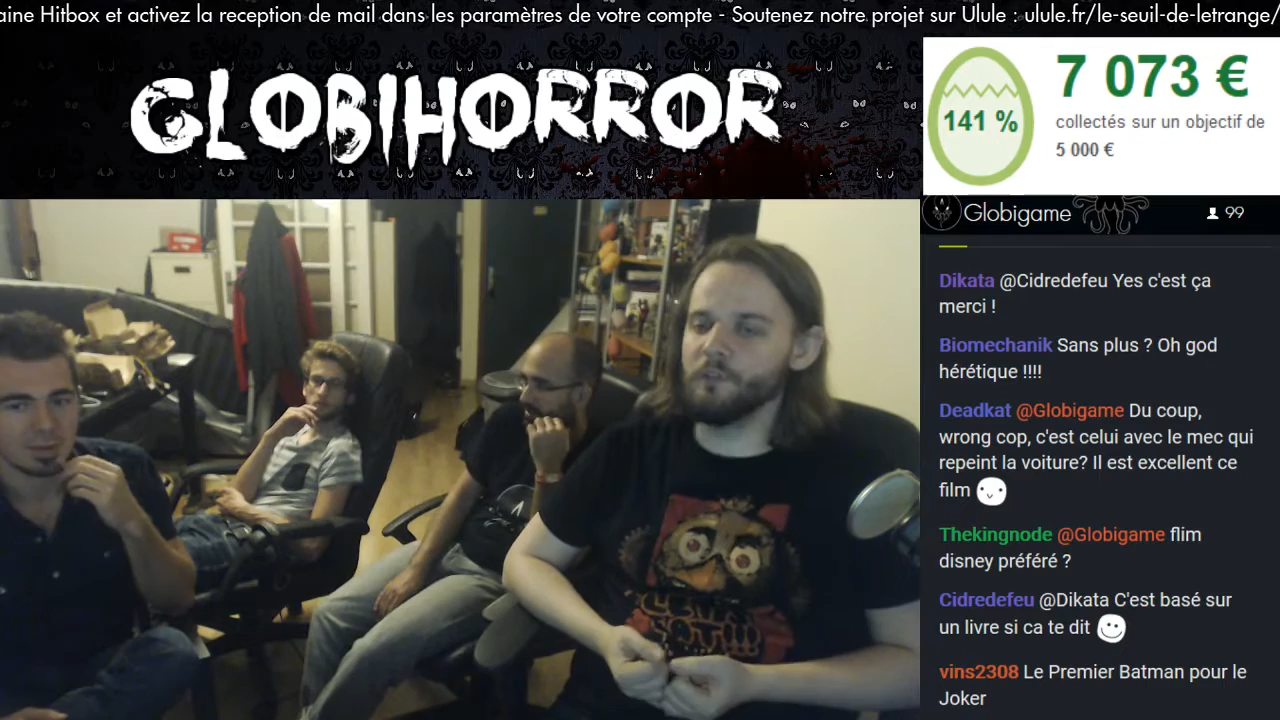 aine Hitbox et activez la reception de mail dans les paramètres de votre compte - Soutenez notre projet sur Ulule : ulule.fr/le-seuil-de-letrange/
GLOBIHORROR
7 073 €
141 %
collectés sur un objectif de
5 000 €
Globigame
99
Dikata @Cidredefeu Yes c'est ça
merci !
Biomechanik Sans plus ? Oh god
hérétique !!!!
Deadkat @Globigame Du coup,
wrong cop, c'est celui avec le mec qui
repeint la voiture? Il est excellent ce
film
Thekingnode @Globigame flim
disney préféré ?
Cidredefeu @Dikata C'est basé sur
un livre si ca te dit
vins2308 Le Premier Batman pour le
Joker
LET'S EAT!!!